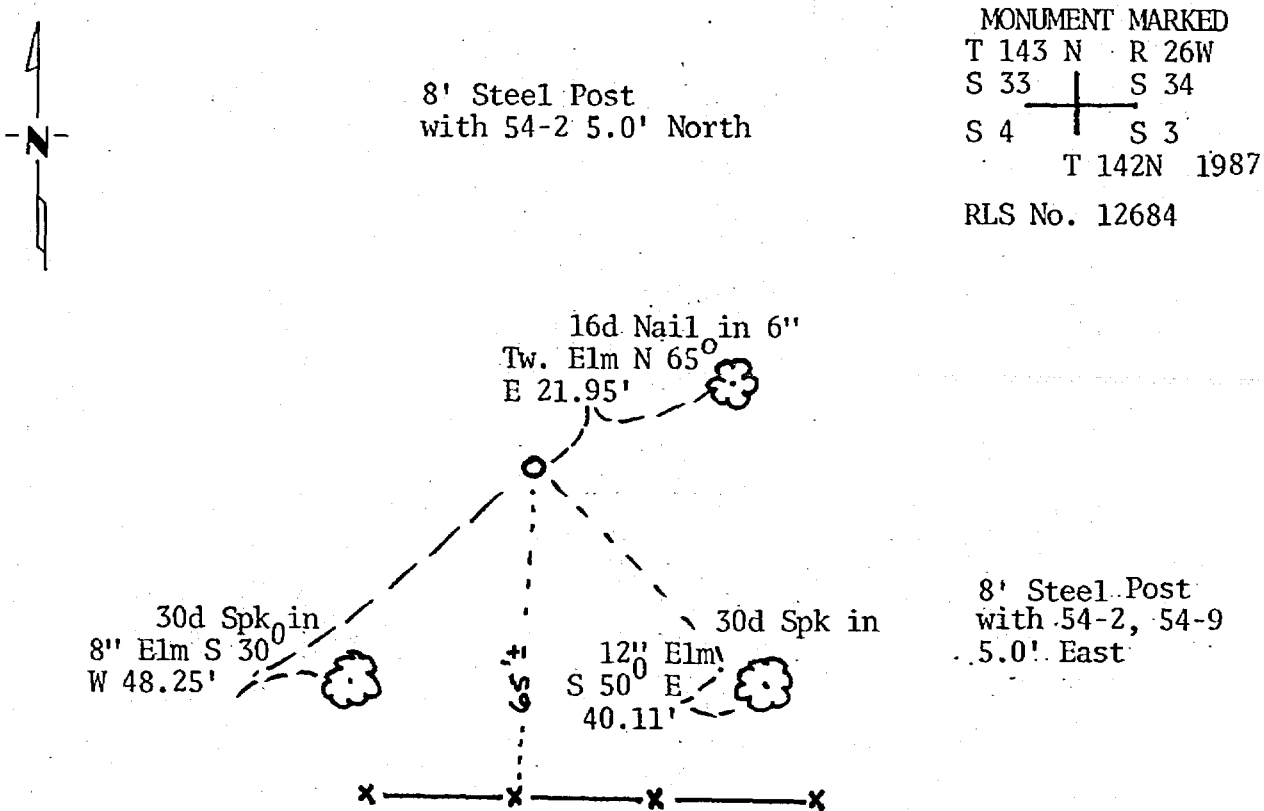 MONUMENT MARKED
T 143 N R 26W
S 33 S 34
S 4 S 3
T 142N 1987
RLS No. 12684
N
8' Steel Post
with 54-2 5.0' North
16d Nail in 6"
Tw. Elm N 65°
E 21.95'
30d Spk in
8" Elm S 30°
W 48.25'
65'±
30d Spk in
12" Elm
S 50° E
40.11'
8' Steel Post
with 54-2, 54-9
5.0' East